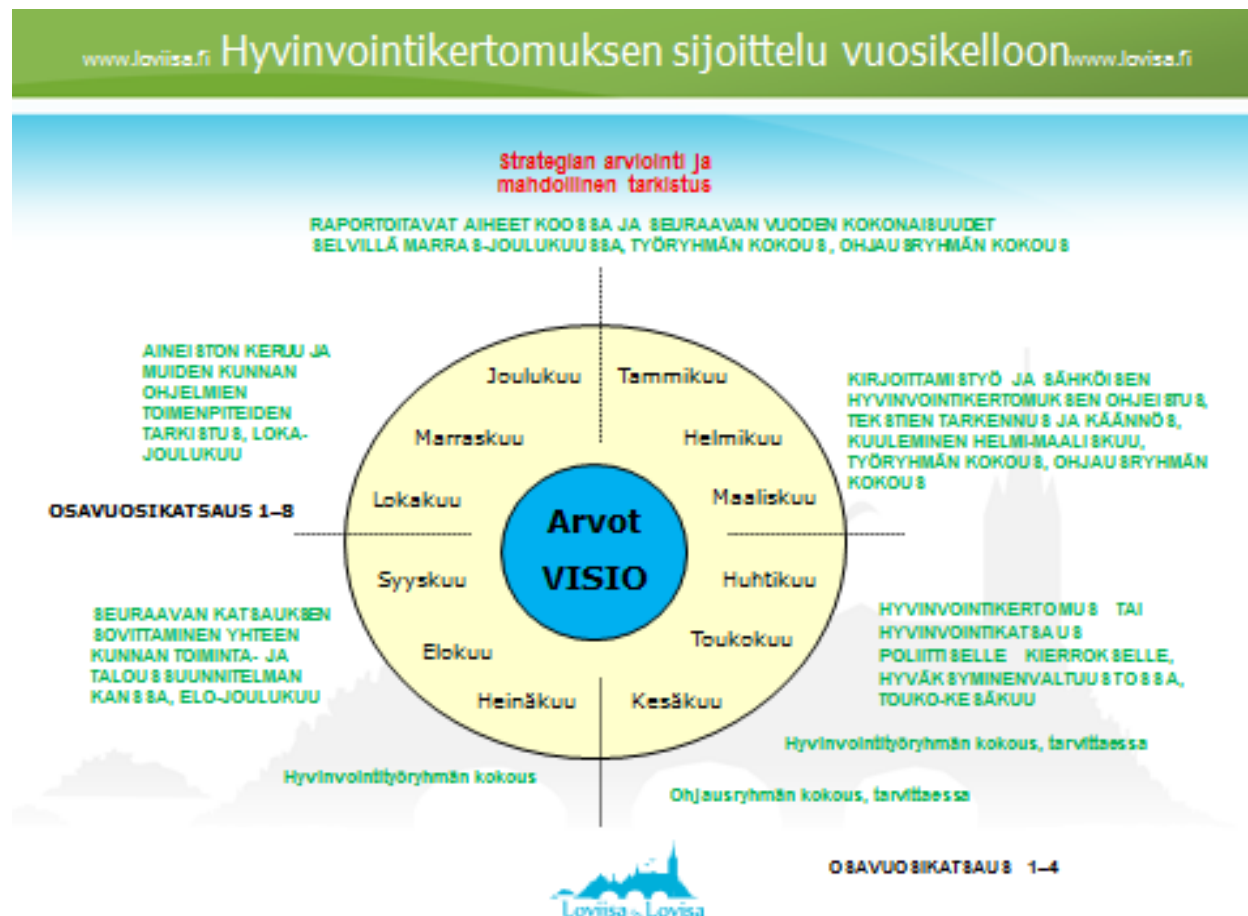 www.loviisa.fi Hyvinvointikertomuksen sijoittelu vuosikelloon www.lovisa.fi
Strategian arviointi ja
mahdollinen tarkistus
RAPORTOITAVAT AIHEET KOOSSA JA SEURAAVAN VUODEN KOKONAISUUDET
SELVILLÄ MARRAS-JOULUKUUSSA, TYÖRYHMÄN KOKOUS, OHJAUSRYHMÄN KOKOUS
AINEISTON KERUU JA
MUIDEN KUNNAN
OHJELMIEN
TOIMENPITEIDEN
TARKISTUS, LOKA-
JOULUKUU
Joulukuu
Tammikuu
Marraskuu
Helmikuu
Lokakuu
Maaliskuu
KIRJOITTAMISTYÖ JA SÄHKÖISEN
HYVINVOINTIKERTOMUKSEN OHJEISTUS,
TEKSTIEN TARKENNUS JA KÄÄNNÖS,
KUULEMINEN HELMI-MAALISKUU,
TYÖRYHMÄN KOKOUS, OHJAUSRYHMÄN
KOKOUS
OSAVUOSIKATSAUS 1–8
Arvot
VISIO
Syyskuu
Huhtikuu
Elokuu
Toukokuu
Heinäkuu
Kesäkuu
SEURAAVAN KATSAUKSEN
SOVITTAMINEN YHTEEN
KUNNAN TOIMINTA- JA
TALOUSSUUNNITELMAN
KANSSA, ELO-JOULUKUU
HYVINVOINTIKERTOMUS TAI
HYVINVOINTIKATSAUS
POLIITTISELLE KIERROKSELLE,
HYVÄKSYMINENVALTUUSTOSSA,
TOUKO-KESÄKUU
Hyvinvointityöryhmän kokous, tarvittaessa
Hyvinvointityöryhmän kokous
Ohjausryhmän kokous, tarvittaessa
OSAVUOSIKATSAUS 1–4
Loviisa Lovisa